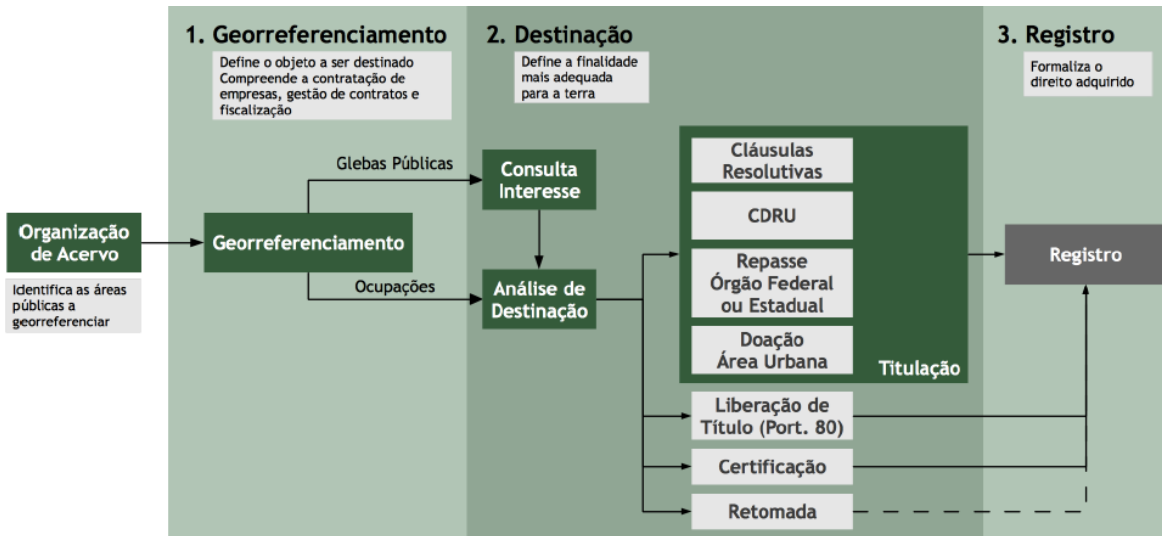 1. Georreferenciamento
Define o objeto a ser destinado
Compreende a contratação de
empresas, gestão de contratos e
fiscalização
2. Destinação
Define a finalidade
mais adequada
para a terra
3. Registro
Formaliza o
direito adquirido
Organização
de Acervo
Identifica as áreas
públicas a
georreferenciar
Georreferenciamento
Glebas Públicas
Ocupações
Consulta
Interesse
Análise de
Destinação
Cláusulas
Resolutivas
CDRU
Repasse
Órgão Federal
ou Estadual
Doação
Área Urbana
Titulação
Liberação de
Título (Port. 80)
Certificação
Retomada
Registro